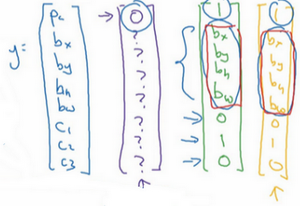 Pc 0 1 1
bx ? bx bx
y= by ? by by
bh ? bh bh
bw ? bw bw
C1 ? 0 0
C2 ? 1 1
C3 ? 0 0